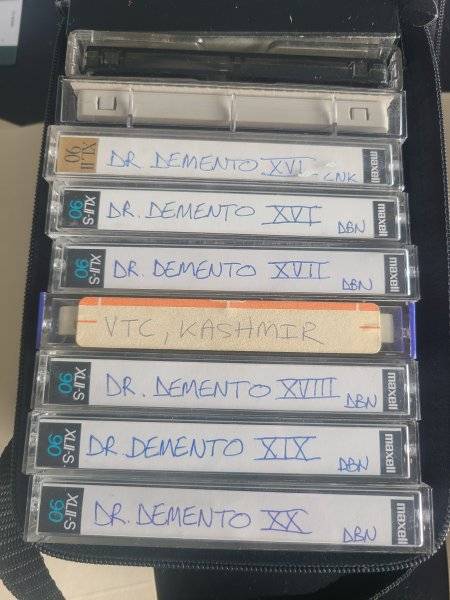 XLII 90 DR. DEMENTO XVI CNK maxell
XLII-S 90 DR. DEMENTO XVI DBN maxell
XLII-S 90 DR. DEMENTO XVII DBN maxell
VTC, KASHMIR
XLII-S 90 DR. DEMENTO XVIII DBN maxell
XLII-S 90 DR. DEMENTO XIX DBN maxell
XLII-S 90 DR. DEMENTO XX DBN maxell